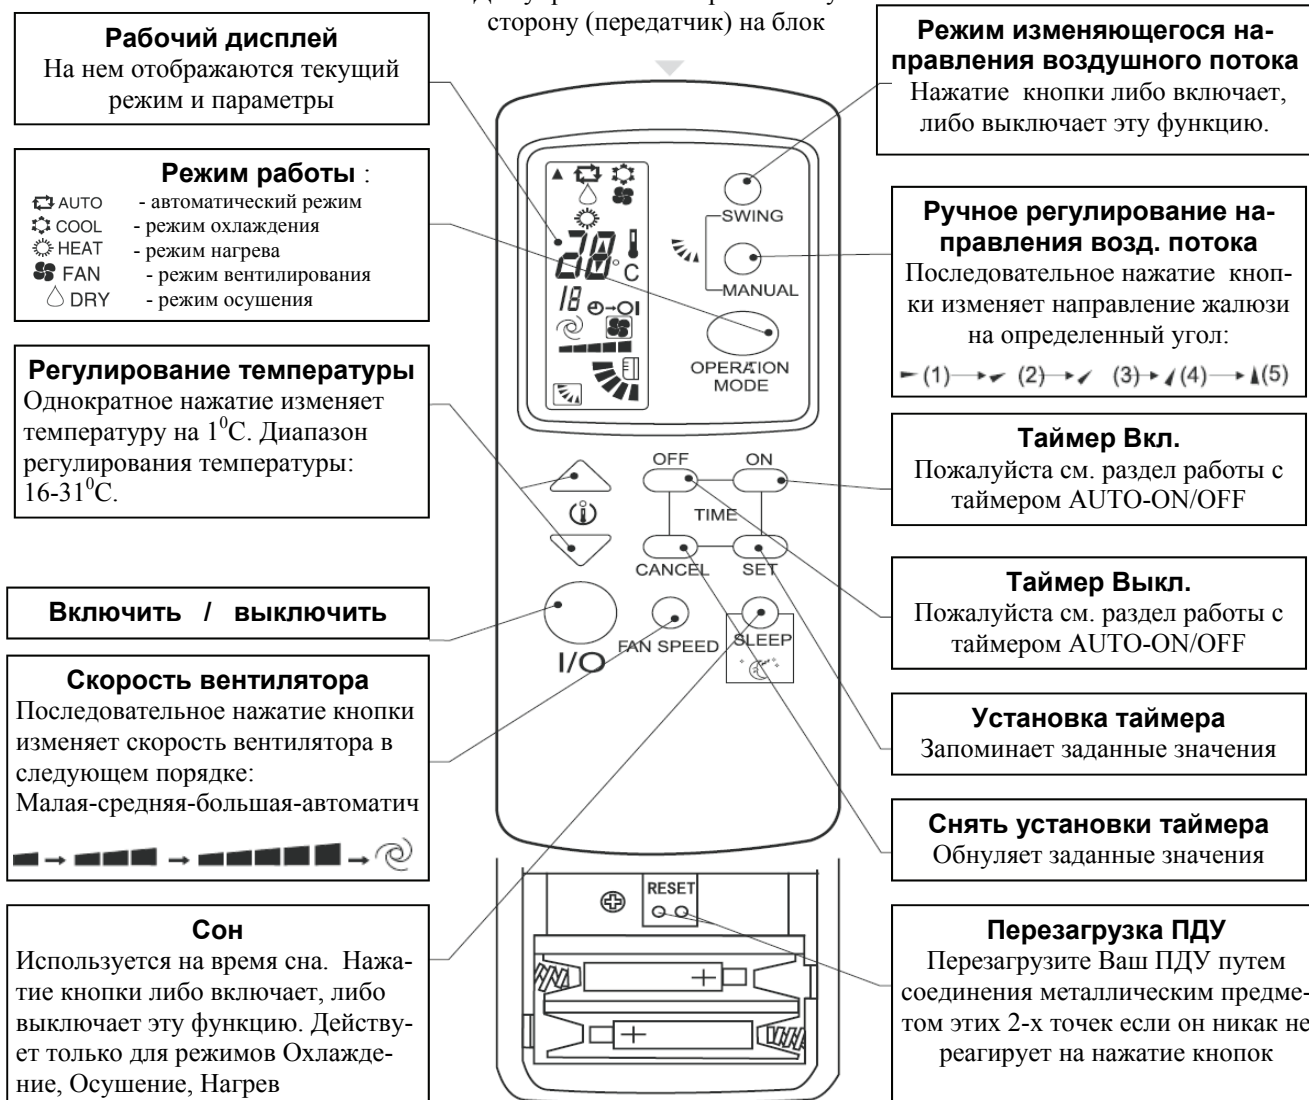 сторону (передатчик) на блок
Рабочий дисплей
На нем отображаются текущий
режим и параметры
Режим работы :
AUTO - автоматический режим
COOL - режим охлаждения
HEAT - режим нагрева
FAN - режим вентилирования
DRY - режим осушения
Регулирование температуры
Однократное нажатие изменяет
температуру на 1⁰С. Диапазон
регулирования температуры:
16-31⁰С.
Включить / выключить
Скорость вентилятора
Последовательное нажатие кнопки
изменяет скорость вентилятора в
следующем порядке:
Малая-средняя-большая-автоматич
Сон
Используется на время сна. Нажа-
тие кнопки либо включает, либо
выключает эту функцию. Действу-
ет только для режимов Охлажде-
ние, Осушение, Нагрев
28°C
18
SWING
MANUAL
OPERATION
MODE
OFF ON
TIME
CANCEL SET
I/O
FAN SPEED
SLEEP
RESET
+
+
Режим изменяющегося на-
правления воздушного потока
Нажатие кнопки либо включает,
либо выключает эту функцию.
Ручное регулирование на-
правления возд. потока
Последовательное нажатие кноп-
ки изменяет направление жалюзи
на определенный угол:
(1) (2) (3) (4) (5)
Таймер Вкл.
Пожалуйста см. раздел работы с
таймером AUTO-ON/OFF
Таймер Выкл.
Пожалуйста см. раздел работы с
таймером AUTO-ON/OFF
Установка таймера
Запоминает заданные значения
Снять установки таймера
Обнуляет заданные значения
Перезагрузка ПДУ
Перезагрузите Ваш ПДУ путем
соединения металлическим предме-
том этих 2-х точек если он никак не
реагирует на нажатие кнопок